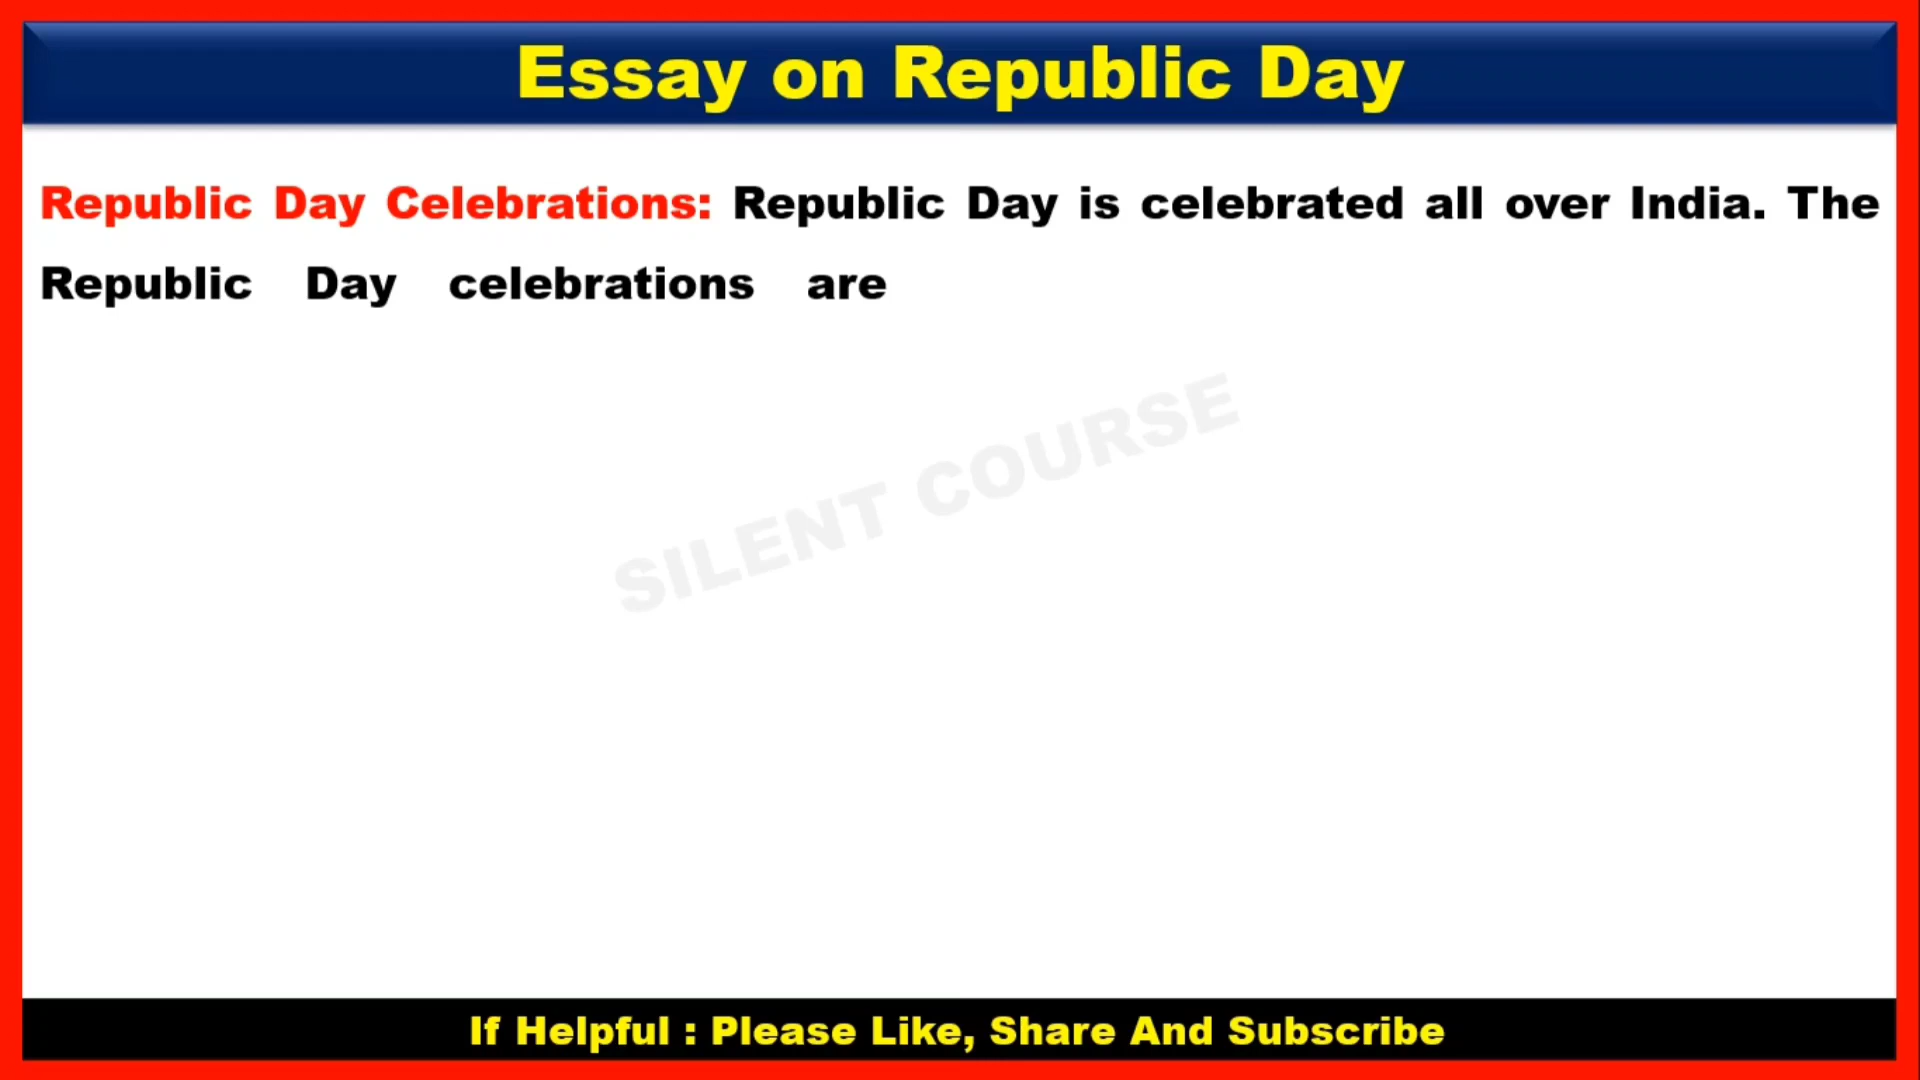 Essay on Republic Day
Republic Day Celebrations: Republic Day is celebrated all over India. The
Republic Day celebrations are
SILENT COURSE
If Helpful : Please Like, Share And Subscribe